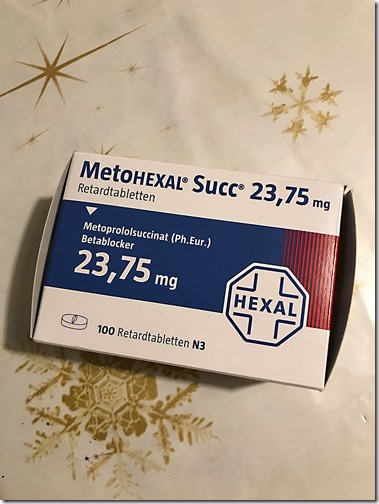 MetoHEXAL® Succ® 23,75 mg
Retardtabletten
Metoprololsuccinat (Ph.Eur.)
Betablocker
23,75 mg
HEXAL
100 Retardtabletten N3